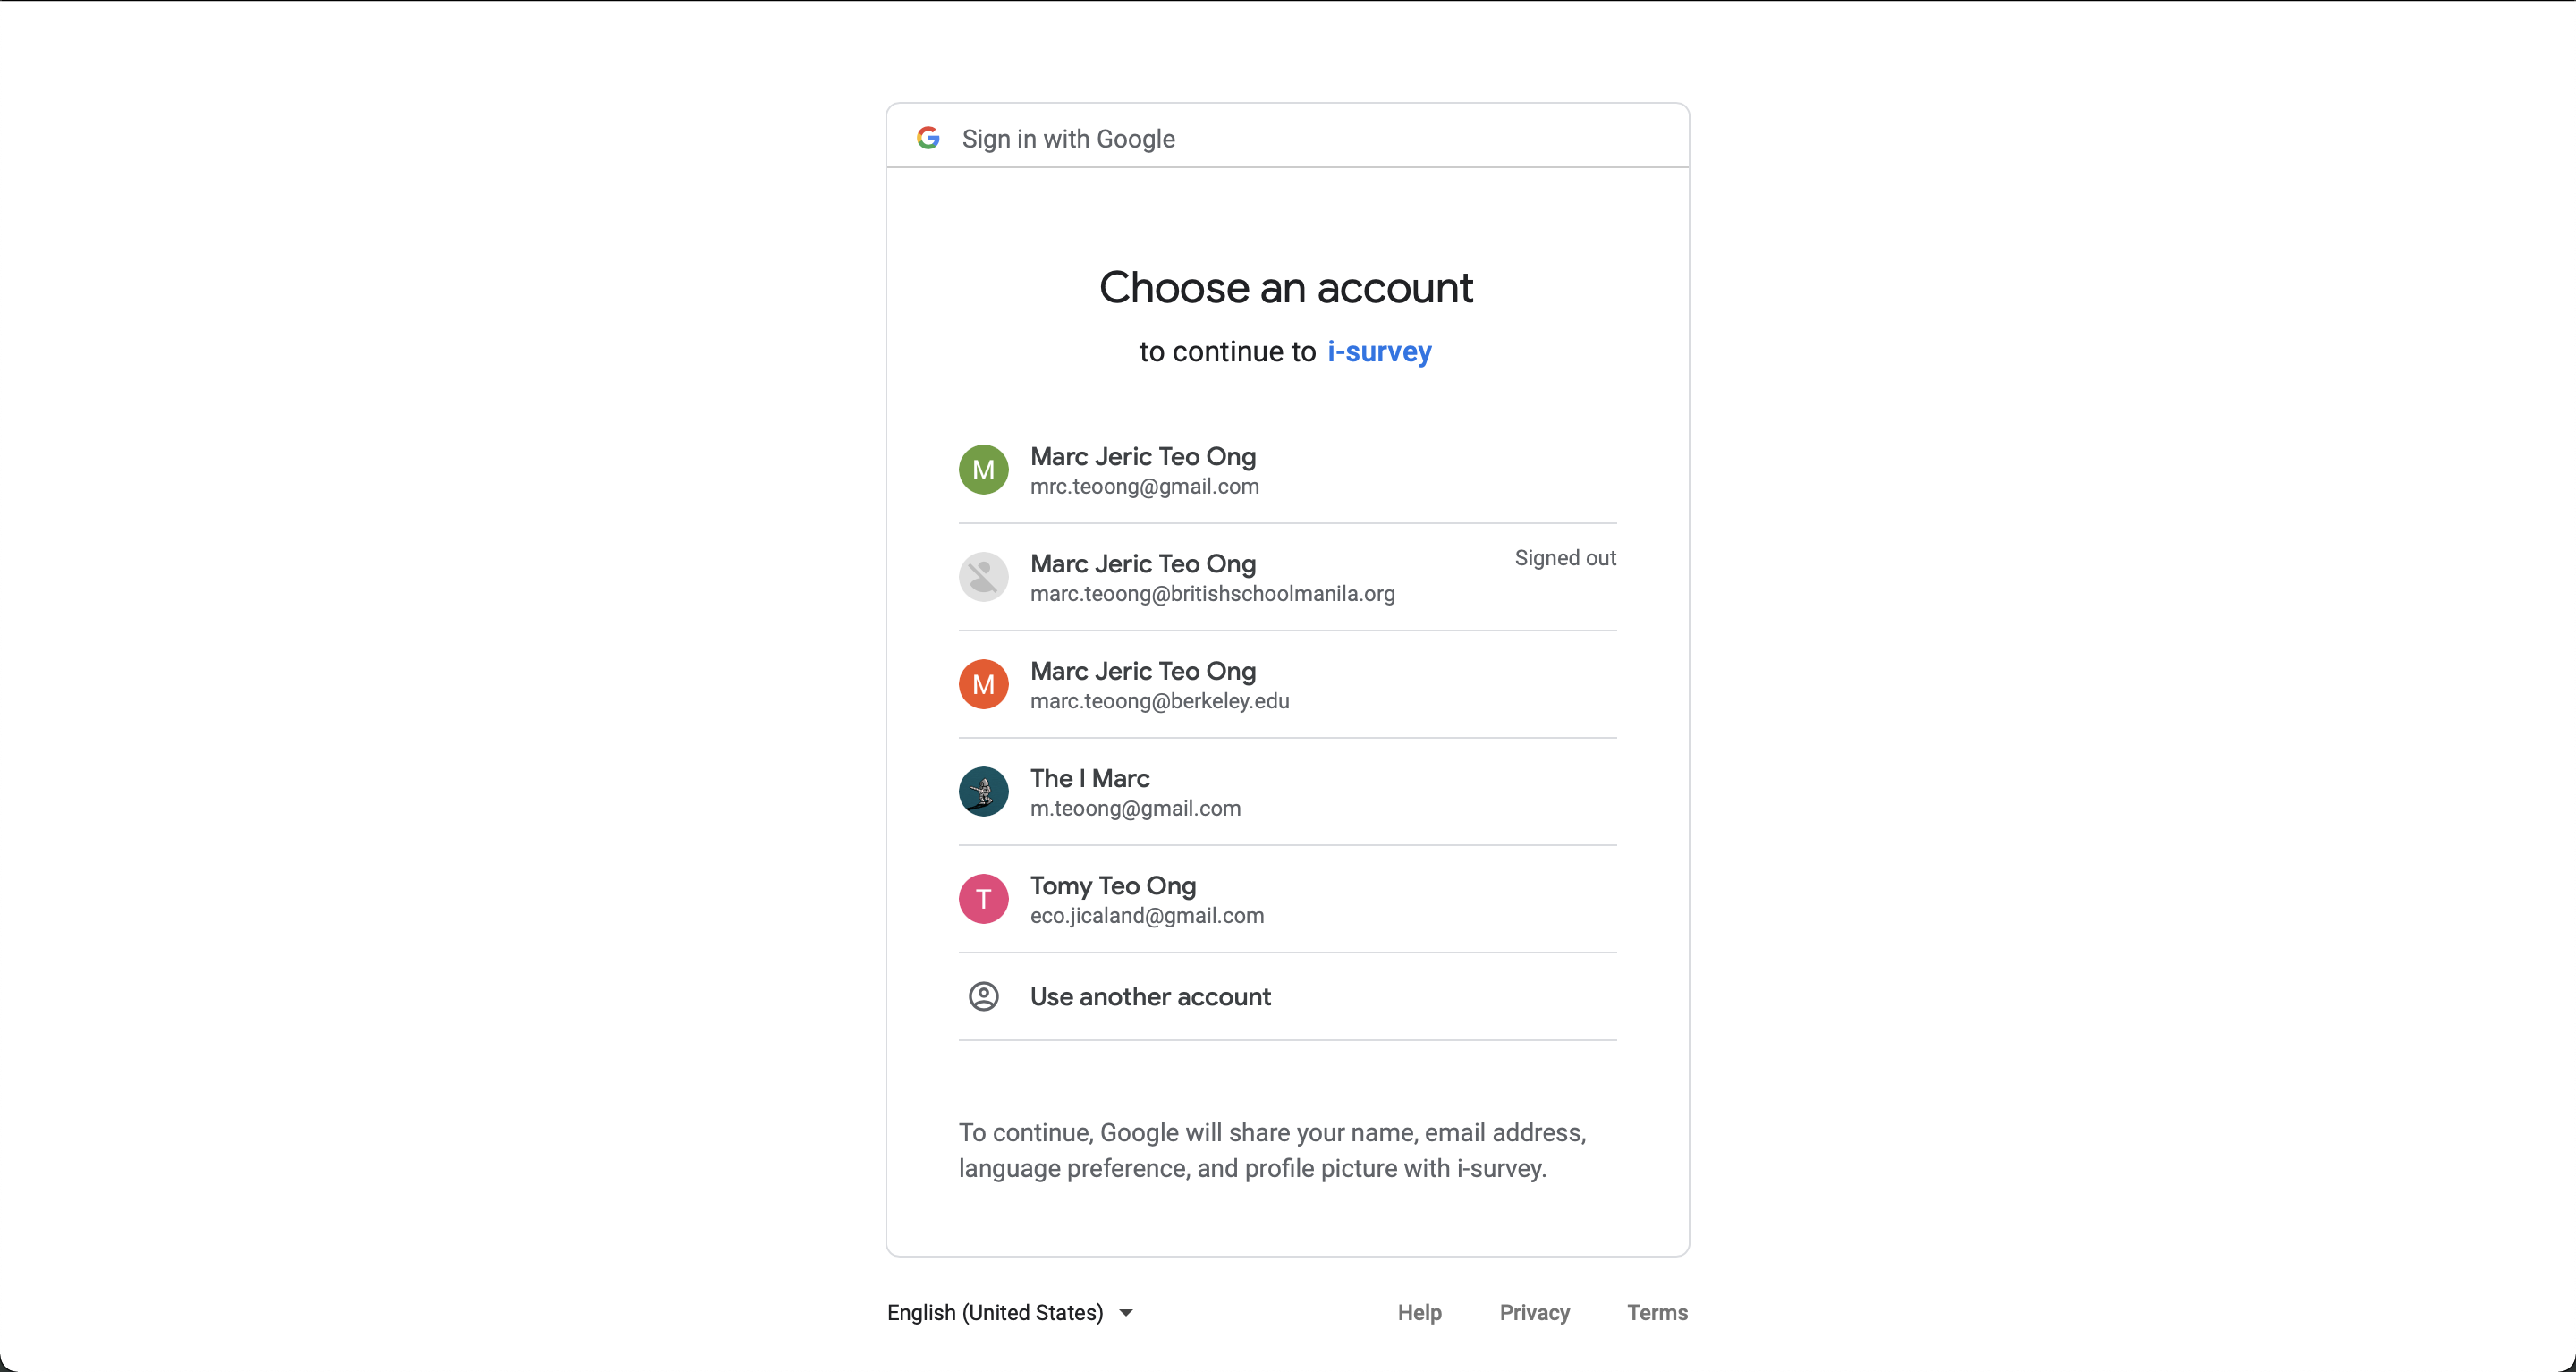 Sign in with Google
Choose an account
to continue to i-survey
M
Marc Jeric Teo Ong
mrc.teoong@gmail.com
Marc Jeric Teo Ong
Signed out
marc.teoong@britishschoolmanila.org
M
Marc Jeric Teo Ong
marc.teoong@berkeley.edu
The I Marc
m.teoong@gmail.com
T
Tomy Teo Ong
eco.jicaland@gmail.com
Use another account
To continue, Google will share your name, email address,
language preference, and profile picture with i-survey.
English (United States)
Help Privacy Terms